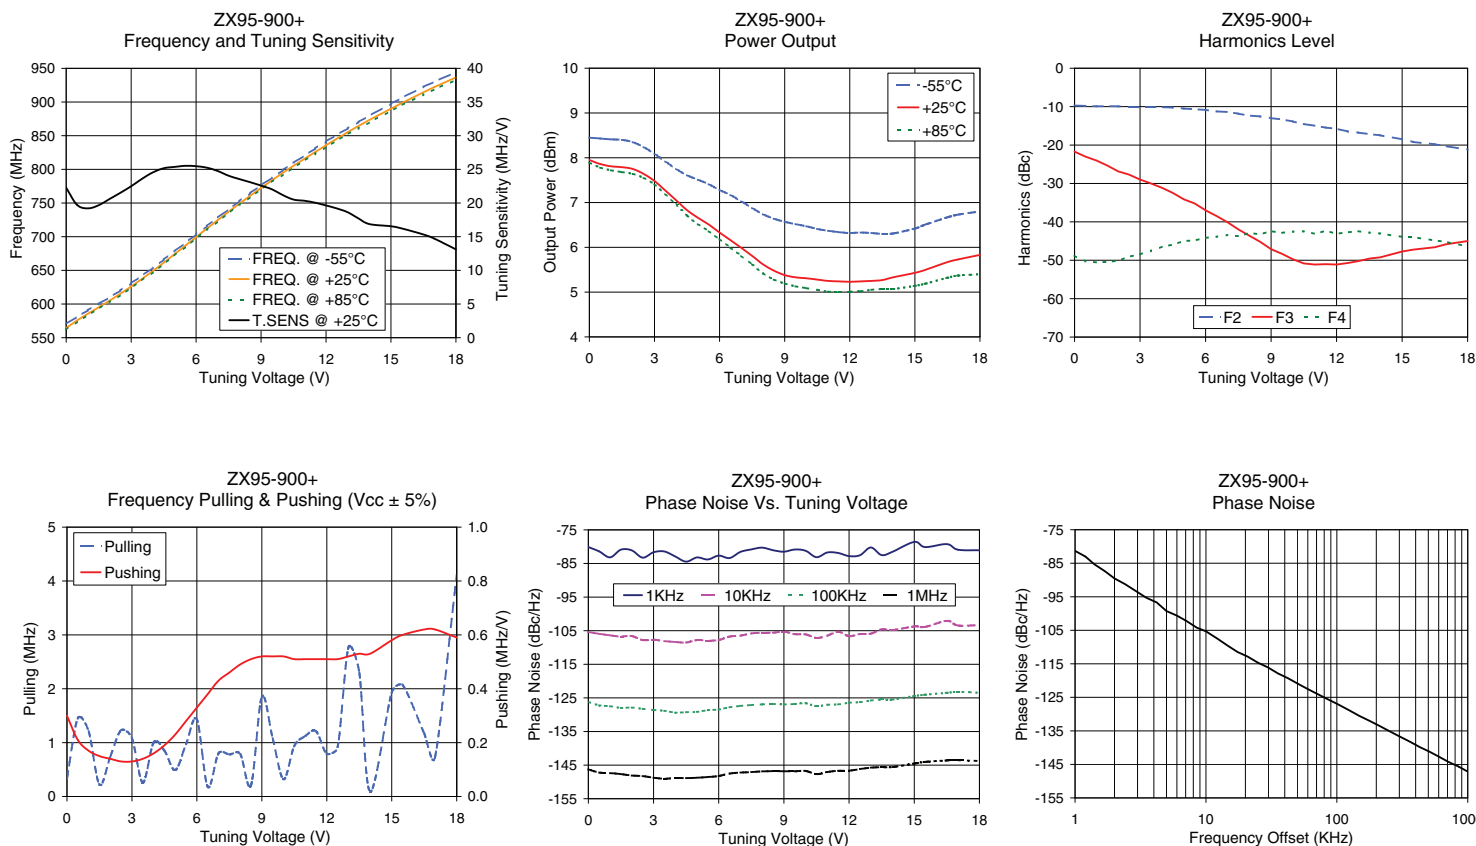 ZX95-900+
Frequency and Tuning Sensitivity
950
900
850
800
750
700
650
600
550
40
35
30
25
20
15
10
5
0
0 3 6 9 12 15 18
Frequency (MHz)
Tuning Sensitivity (MHz/V)
Tuning Voltage (V)
FREQ. @ -55°C
FREQ. @ +25°C
FREQ. @ +85°C
T.SENS @ +25°C
ZX95-900+
Power Output
10
9
8
7
6
5
4
0 3 6 9 12 15 18
Output Power (dBm)
Tuning Voltage (V)
-55°C
+25°C
+85°C
ZX95-900+
Harmonics Level
0
-10
-20
-30
-40
-50
-60
-70
0 3 6 9 12 15 18
Harmonics (dBc)
Tuning Voltage (V)
F2 F3 F4
ZX95-900+
Frequency Pulling & Pushing (Vcc ± 5%)
5
4
3
2
1
0
1.0
0.8
0.6
0.4
0.2
0.0
0 3 6 9 12 15 18
Pulling (MHz)
Pushing (MHz/V)
Tuning Voltage (V)
Pulling
Pushing
ZX95-900+
Phase Noise Vs. Tuning Voltage
-75
-85
-95
-105
-115
-125
-135
-145
-155
0 3 6 9 12 15 18
Phase Noise (dBc/Hz)
Tuning Voltage (V)
1KHz 10KHz 100KHz 1MHz
ZX95-900+
Phase Noise
-75
-85
-95
-105
-115
-125
-135
-145
-155
1 10 100
Phase Noise (dBc/Hz)
Frequency Offset (KHz)